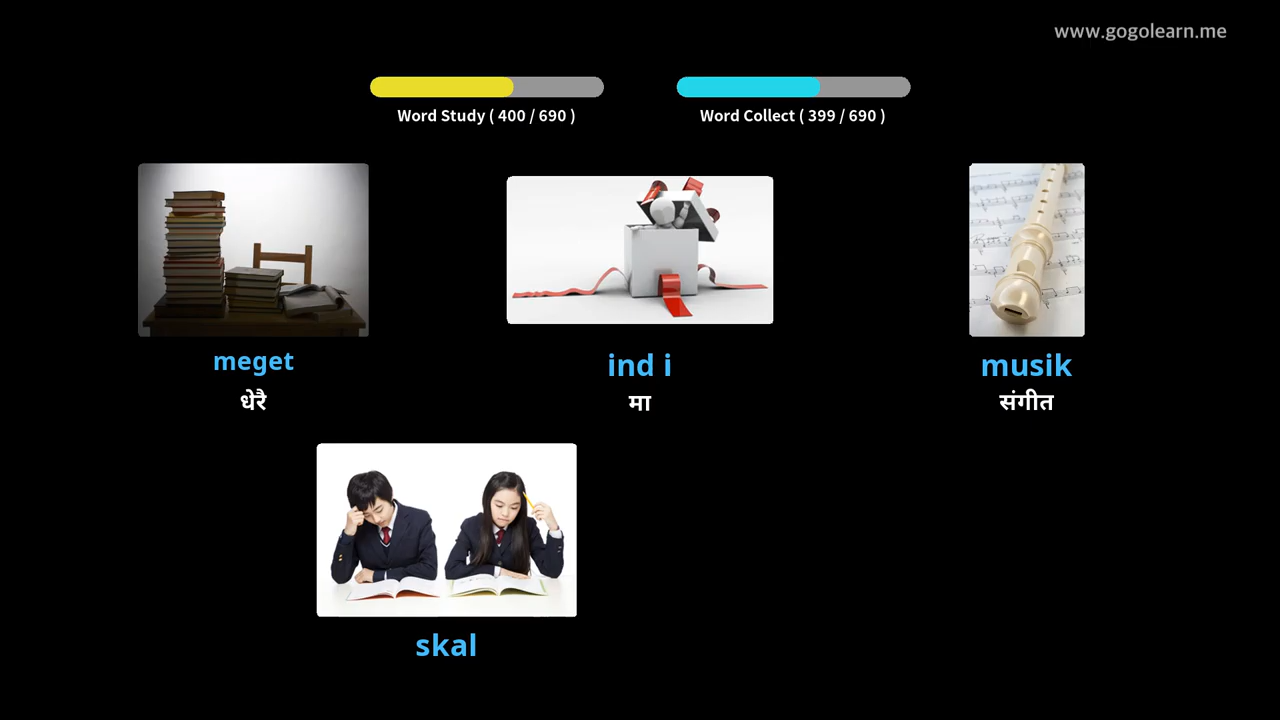 www.gogolearn.me
Word Study ( 400 / 690 )
Word Collect ( 399 / 690 )
meget
धेरै
ind i
मा
musik
संगीत
skal